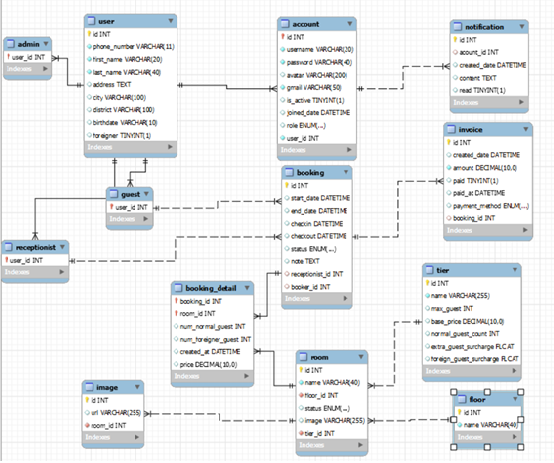 user
id INT
phone_number VARCHAR(11)
first_name VARCHAR(20)
last_name VARCHAR(40)
address TEXT
city VARCHAR(100)
district VARCHAR(100)
birthdate VARCHAR(10)
foreigner TINYINT(1)
Indexes
admin
user_id INT
Indexes
account
id INT
username VARCHAR(20)
password VARCHAR(40)
avatar VARCHAR(200)
gmail VARCHAR(50)
is_active TINYINT(1)
joined_date DATETIME
role ENUM(...)
user_id INT
Indexes
notification
id INT
acount_id INT
created_date DATETIME
content TEXT
read TINYINT(1)
Indexes
invoice
id INT
created_date DATETIME
amount DECIMAL(10,0)
paid TINYINT(1)
paid_at DATETIME
payment_method ENUM(...)
booking_id INT
Indexes
booking
id INT
start_date DATETIME
end_date DATETIME
checkin DATETIME
checkout DATETIME
status ENUM(...)
note TEXT
receptionist_id INT
booker_id INT
Indexes
guest
user_id INT
Indexes
receptionist
user_id INT
Indexes
booking_detail
booking_id INT
room_id INT
num_normal_guest INT
num_foreigner_guest INT
created_at DATETIME
price DECIMAL(10,0)
Indexes
tier
id INT
name VARCHAR(255)
max_guest INT
base_price DECIMAL(10,0)
normal_guest_count INT
extra_guest_surcharge FLOAT
foreign_guest_surcharge FLOAT
Indexes
room
id INT
name VARCHAR(40)
floor_id INT
status ENUM(...)
image VARCHAR(255)
tier_id INT
Indexes
image
id INT
url VARCHAR(255)
room_id INT
Indexes
floor
id INT
name VARCHAR(40)
Indexes